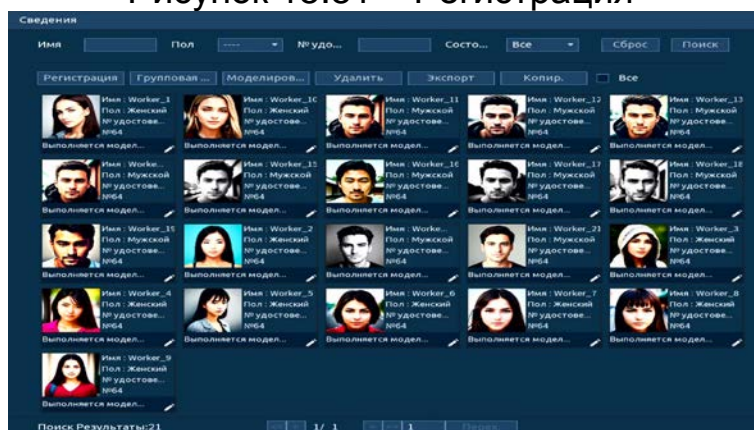 Сведения
Имя Пол ---- № удо... Состо... Все Сброс Поиск
Регистрация Групповая ... Моделиров... Удалить Экспорт Копир. Все
Имя : Worker_1 Имя : Worker_10 Имя : Worker_11 Имя : Worker_12 Имя : Worker_13
Пол : Женский Пол : Женский Пол : Мужской Пол : Мужской Пол : Мужской
№ удостове... № удостове... № удостове... № удостове... № удостове...
№64 №64 №64 №64 №64
Выполняется модел... Выполняется модел... Выполняется модел... Выполняется модел... Выполняется модел...
Имя : Worke... Имя : Worker_15 Имя : Worker_16 Имя : Worker_17 Имя : Worker_18
Пол : Мужской Пол : Мужской Пол : Мужской Пол : Мужской Пол : Мужской
№ удостове... № удостове... № удостове... № удостове... № удостове...
№64 №64 №64 №64 №64
Выполняется модел... Выполняется модел... Выполняется модел... Выполняется модел... Выполняется модел...
Имя : Worker_19 Имя : Worker_2 Имя : Worke... Имя : Worker_21 Имя : Worker_3
Пол : Мужской Пол : Женский Пол : Мужской Пол : Мужской Пол : Женский
№ удостове... № удостове... № удостове... № удостове... № удостове...
№64 №64 №64 №64 №64
Выполняется модел... Выполняется модел... Выполняется модел... Выполняется модел... Выполняется модел...
Имя : Worker_4 Имя : Worker_5 Имя : Worker_6 Имя : Worker_7 Имя : Worker_8
Пол : Женский Пол : Женский Пол : Женский Пол : Женский Пол : Женский
№ удостове... № удостове... № удостове... № удостове... № удостове...
№64 №64 №64 №64 №64
Выполняется модел... Выполняется модел... Выполняется модел... Выполняется модел... Выполняется модел...
Имя : Worker_9
Пол : Женский
№ удостове...
№64
Выполняется модел...
Поиск Результаты:21 1/ 1 1